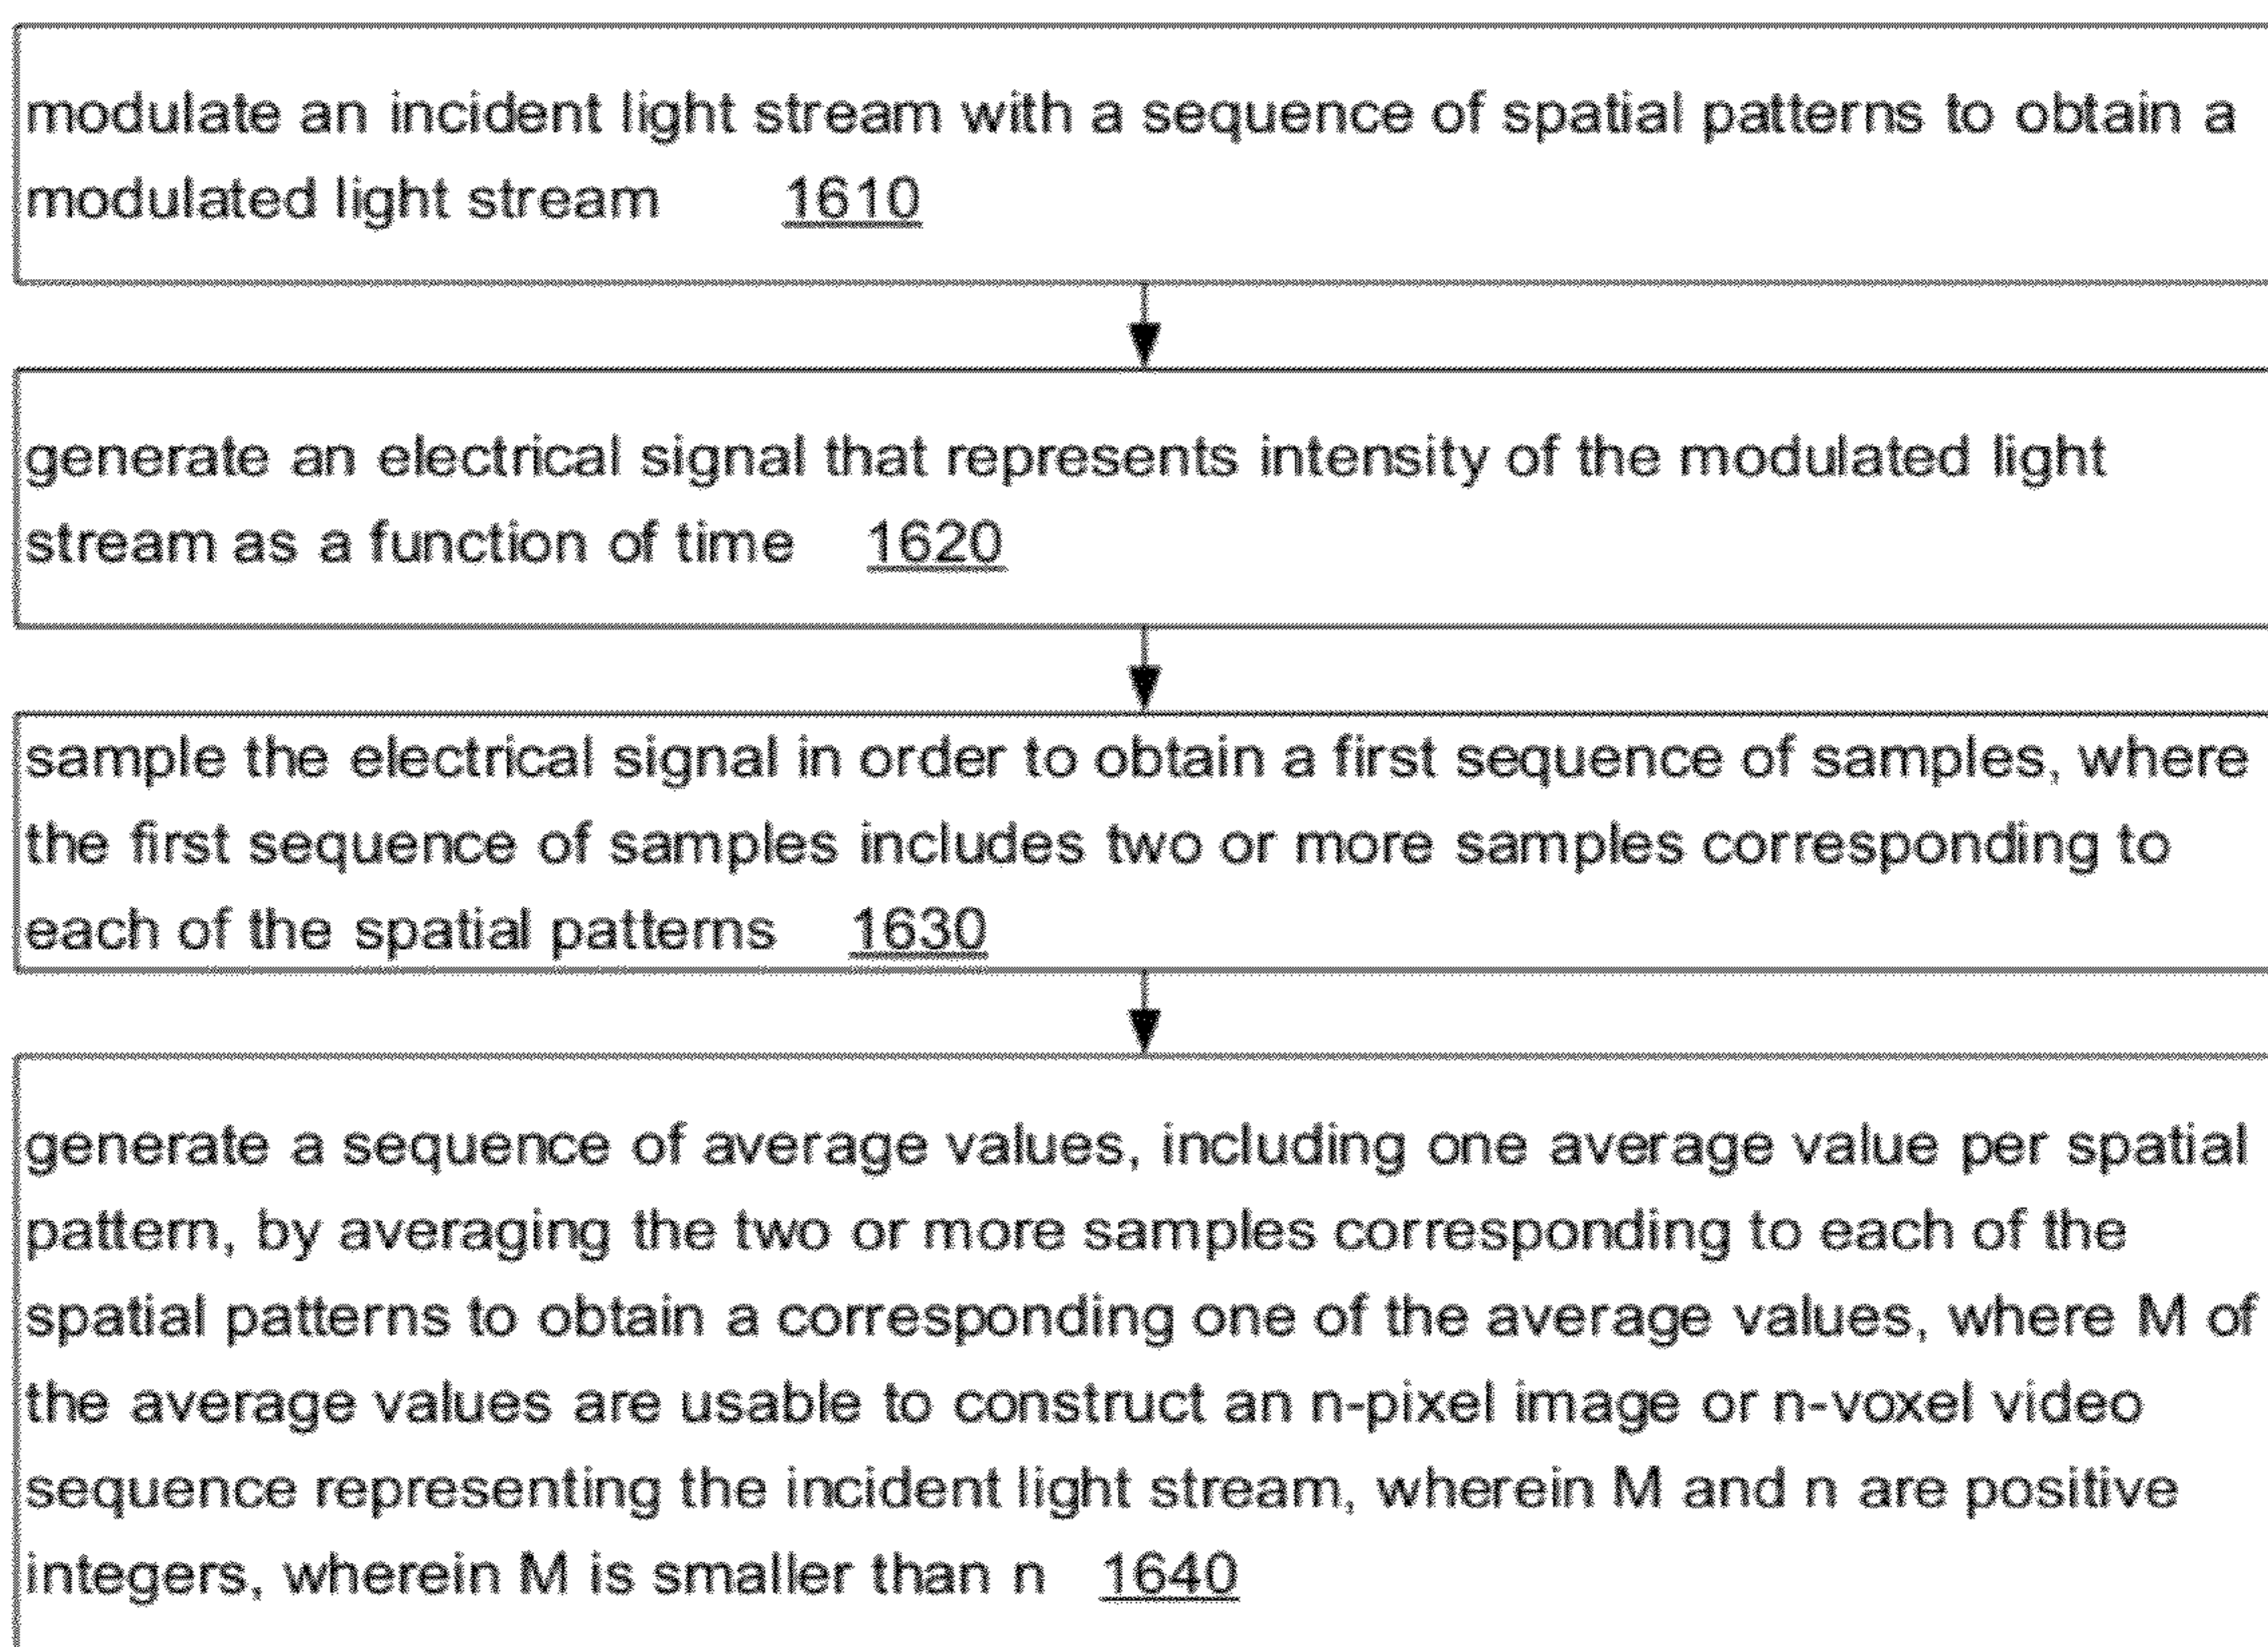 modulate an incident light stream with a sequence of spatial patterns to obtain a
modulated light stream 1610
generate an electrical signal that represents intensity of the modulated light
stream as a function of time 1620
sample the electrical signal in order to obtain a first sequence of samples, where
the first sequence of samples includes two or more samples corresponding to
each of the spatial patterns 1630
generate a sequence of average values, including one average value per spatial
pattern, by averaging the two or more samples corresponding to each of the
spatial patterns to obtain a corresponding one of the average values, where M of
the average values are usable to construct an n-pixel image or n-voxel video
sequence representing the incident light stream, wherein M and n are positive
integers, wherein M is smaller than n 1640